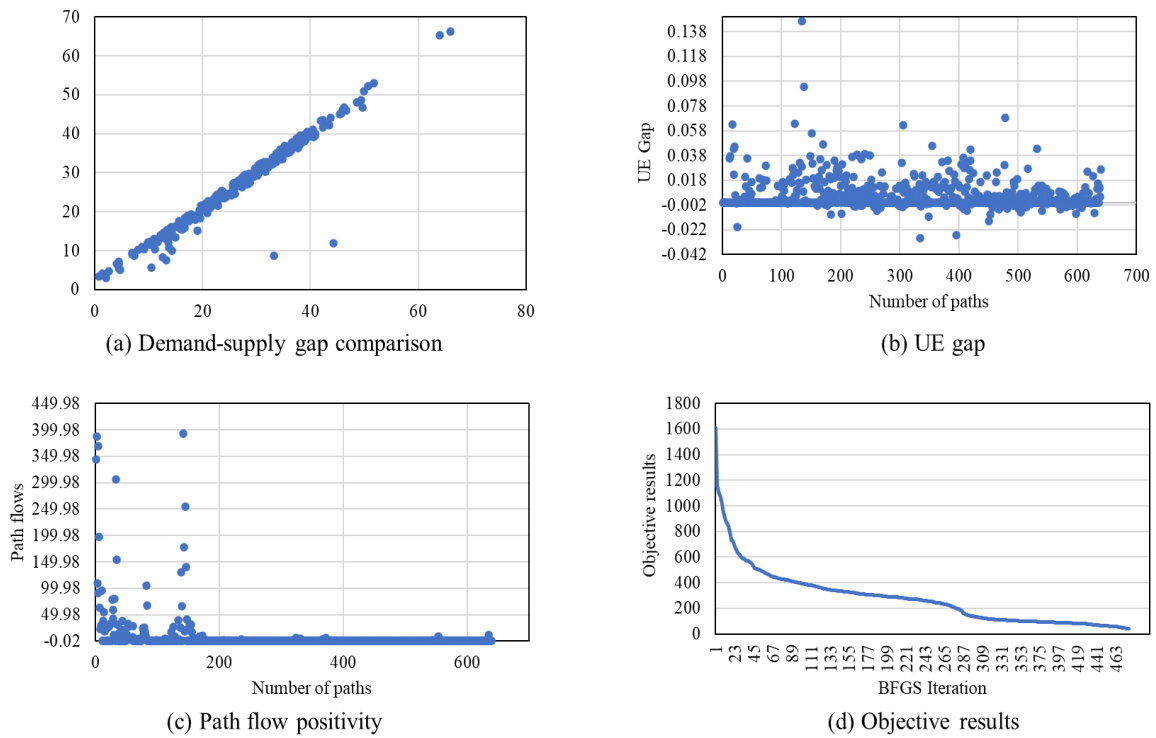 70
60
50
40
30
20
10
0
0 20 40 60 80
(a) Demand-supply gap comparison
UE Gap
0.138
0.118
0.098
0.078
0.058
0.038
0.018
-0.002
-0.022
-0.042
0 100 200 300 400 500 600 700
Number of paths
(b) UE gap
Path flows
449.98
399.98
349.98
299.98
249.98
199.98
149.98
99.98
49.98
-0.02
0 200 400 600
Number of paths
(c) Path flow positivity
Objective results
1800
1600
1400
1200
1000
800
600
400
200
0
1 23 45 67 89 111 133 155 177 199 221 243 265 287 309 331 353 375 397 419 441 463
BFGS Iteration
(d) Objective results